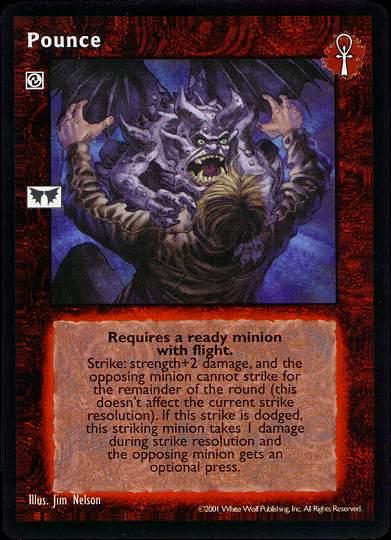 Pounce
Requires a ready minion
with flight.
Strike: strength+2 damage, and the
opposing minion cannot strike for
the remainder of the round (this
doesn't affect the current strike
resolution). If this strike is dodged,
this striking minion takes 1 damage
during strike resolution and
the opposing minion gets an
optional press.
Illus. Jim Nelson
©2001 White Wolf Publishing, Inc. All Rights Reserved.